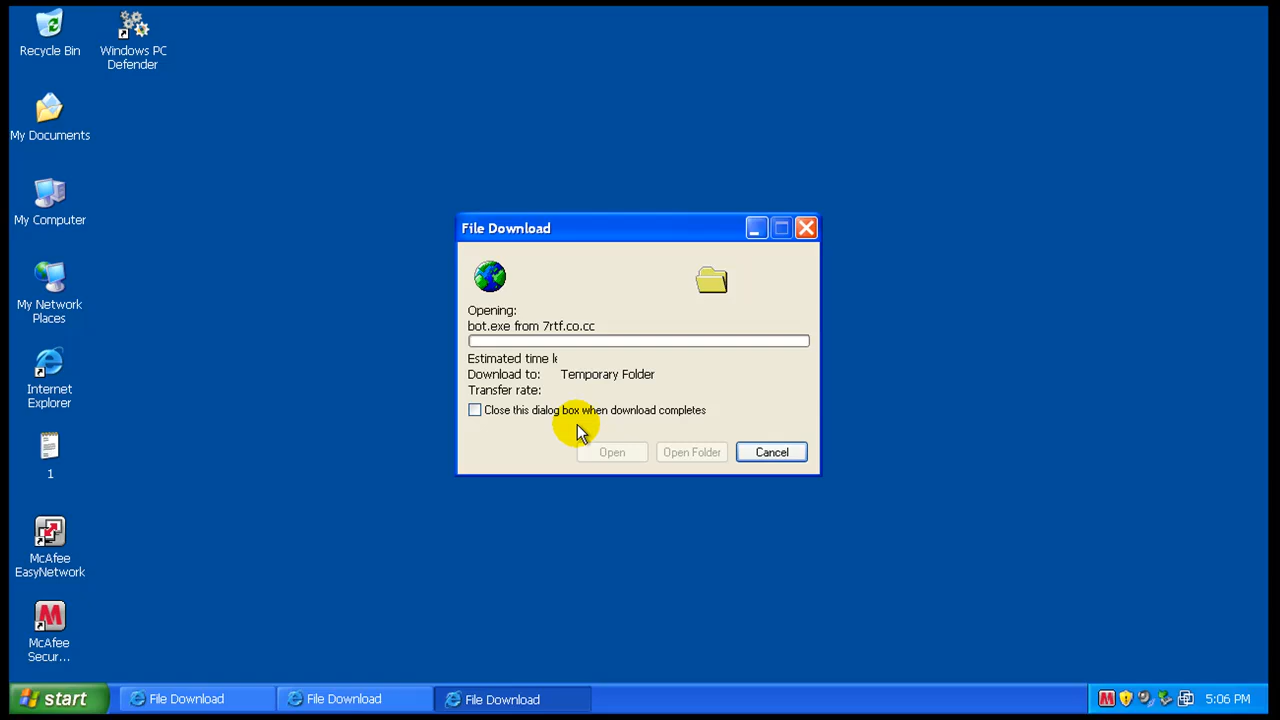 Recycle Bin
Windows PC
Defender
My Documents
My Computer
My Network
Places
Internet
Explorer
1
McAfee
EasyNetwork
McAfee
Secur...
File Download
Opening:
bot.exe from 7rtf.co.cc
Estimated time le
Download to: Temporary Folder
Transfer rate:
Close this dialog box when download completes
Open Open Folder Cancel
start File Download File Download File Download 5:06 PM